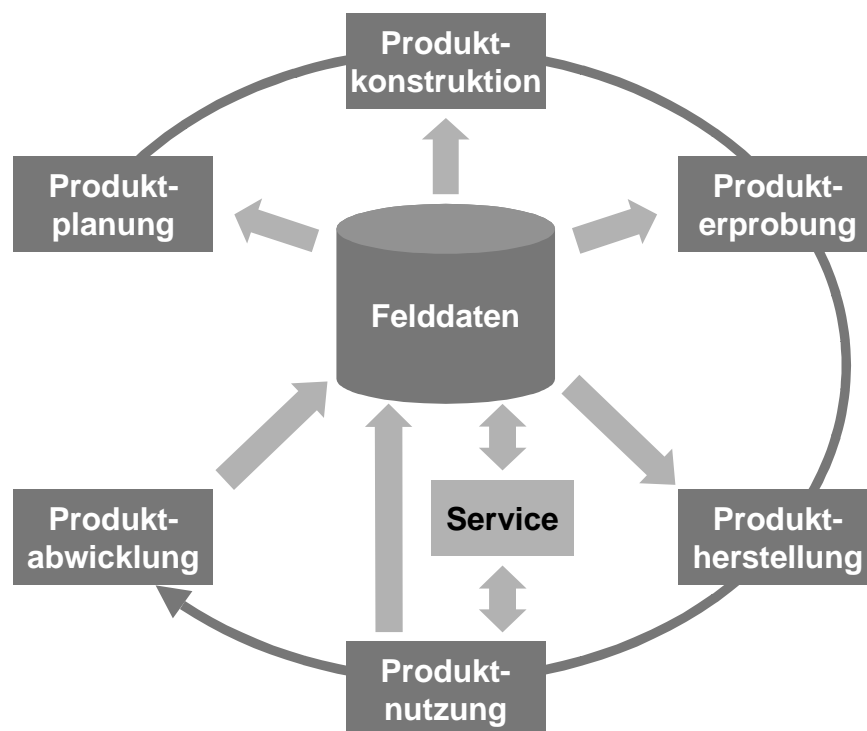 Produkt-
konstruktion
Produkt-
planung
Produkt-
erprobung
Felddaten
Produkt-
abwicklung
Service
Produkt-
herstellung
Produkt-
nutzung